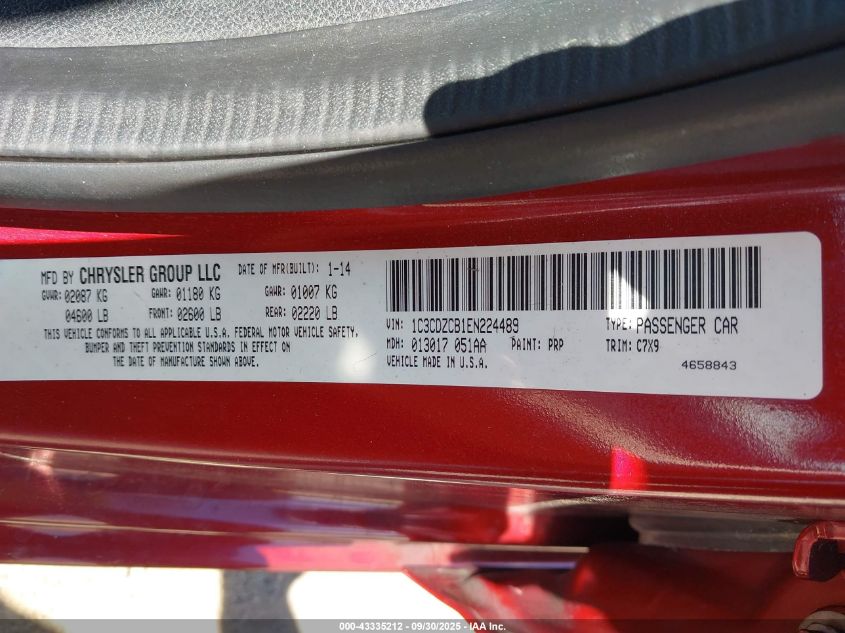 MFD BY CHRYSLER GROUP LLC DATE OF MFR(BUILT): 1-14
GVWR: 02087 KG GAWR: 01180 KG GAWR: 01007 KG
04600 LB FRONT: 02600 LB REAR: 02220 LB
THIS VEHICLE CONFORMS TO ALL APPLICABLE U.S.A. FEDERAL MOTOR VEHICLE SAFETY,
BUMPER AND THEFT PREVENTION STANDARDS IN EFFECT ON
THE DATE OF MANUFACTURE SHOWN ABOVE.
VIN: 1C3CDZCB1EN224489 TYPE: PASSENGER CAR
MDH: 013017 051AA PAINT: PRP TRIM: C7X9
VEHICLE MADE IN U.S.A. 4658843
000-43335212 - 09/30/2025 - IAA Inc.